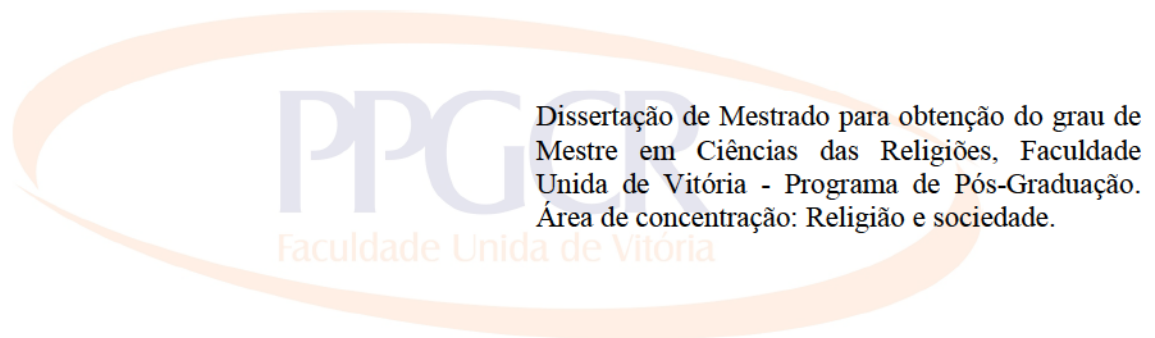 PPGCR
Dissertação de Mestrado para obtenção do grau de
Mestre em Ciências das Religiões, Faculdade
Unida de Vitória - Programa de Pós-Graduação.
Área de concentração: Religião e sociedade.
Faculdade Unida de Vitória